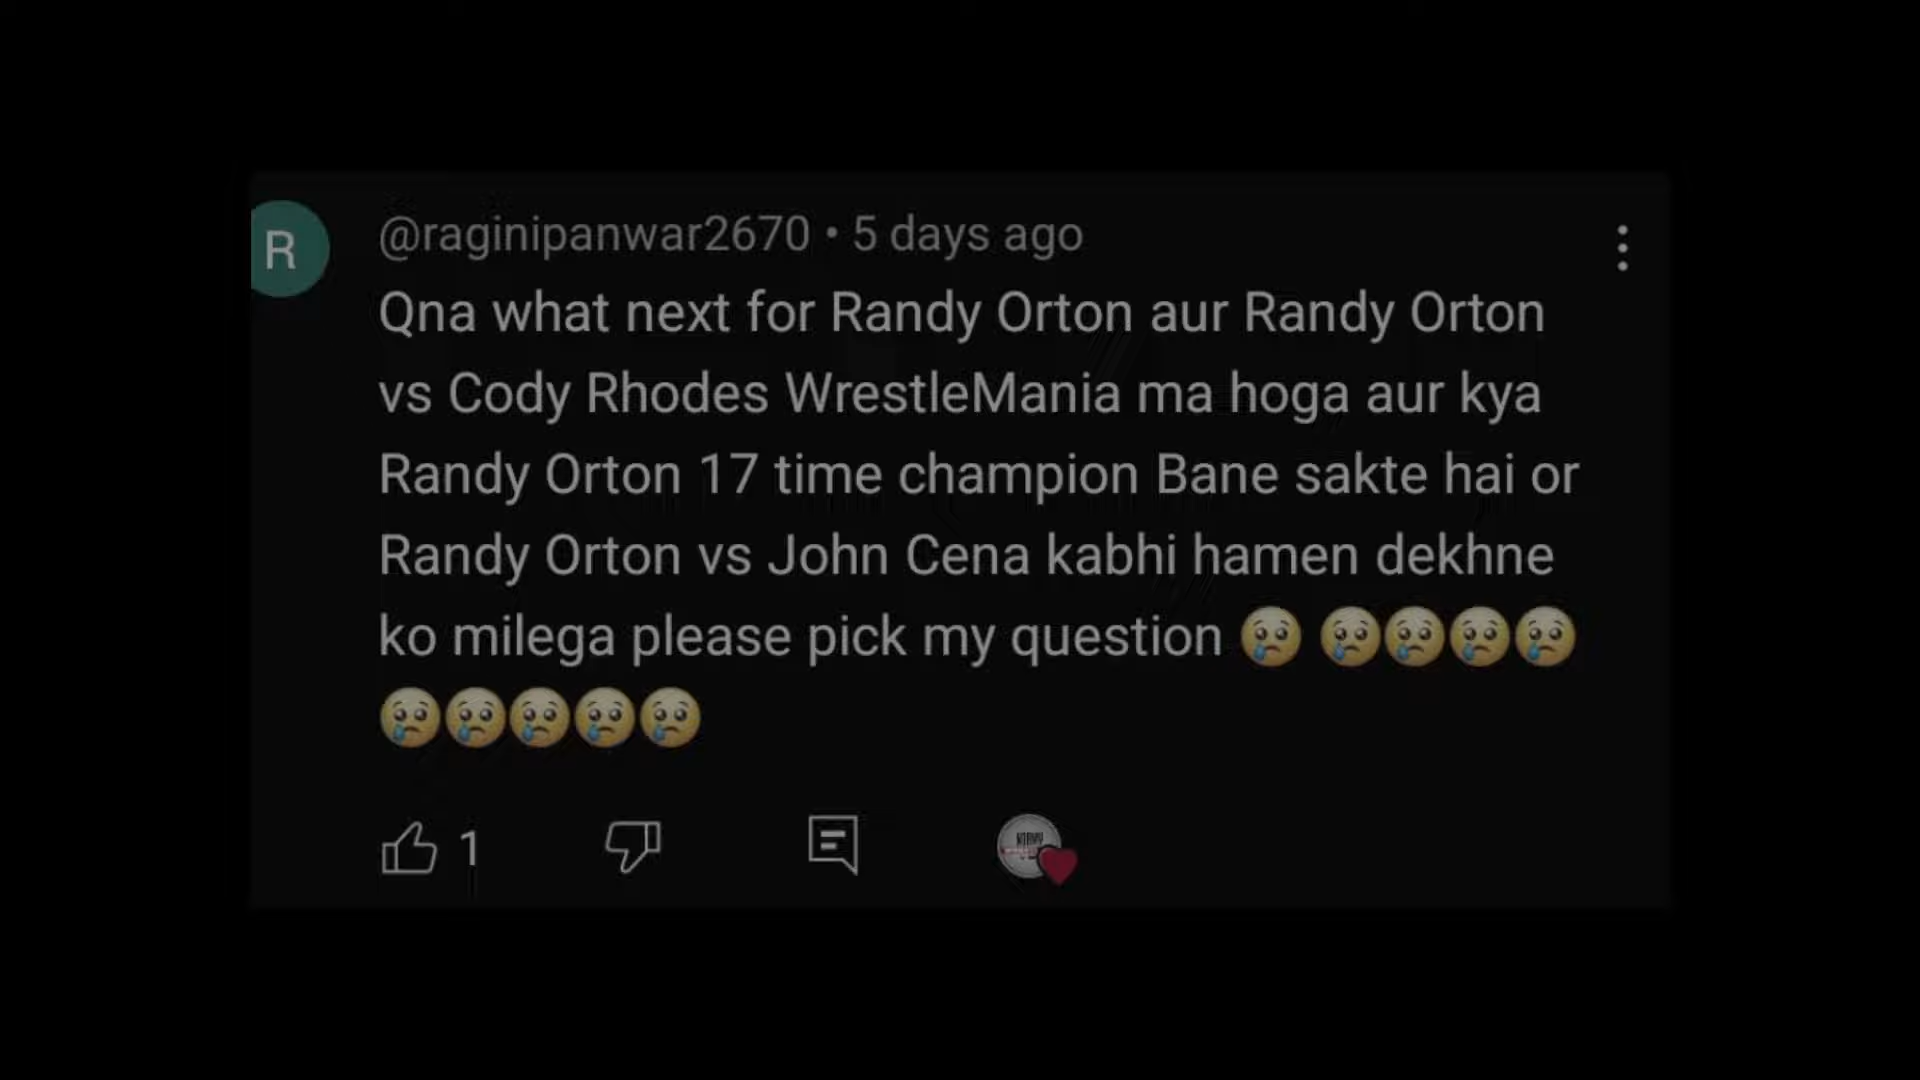 R
@raginipanwar2670 • 5 days ago
Qna what next for Randy Orton aur Randy Orton
vs Cody Rhodes WrestleMania ma hoga aur kya
Randy Orton 17 time champion Bane sakte hai or
Randy Orton vs John Cena kabhi hamen dekhne
ko milega please pick my question 😢 😢😢😢😢
😢😢😢😢😢
1